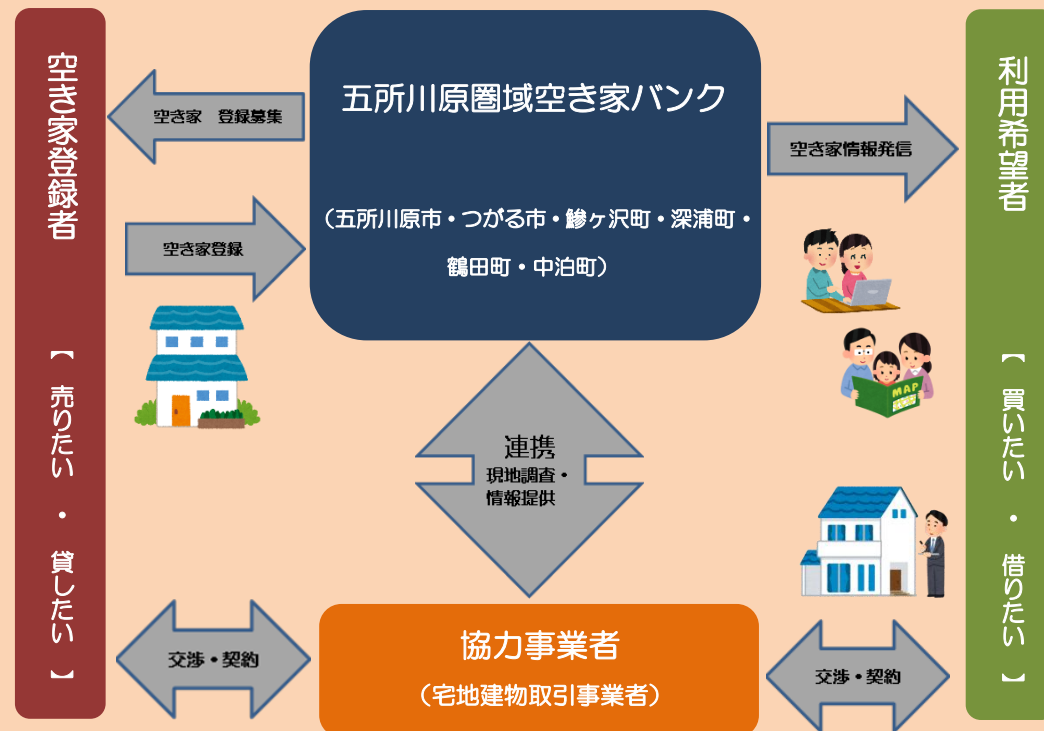 空き家登録者
【 売りたい ・ 貸したい 】
空き家 登録募集
空き家登録
五所川原圏域空き家バンク
（五所川原市・つがる市・鰺ヶ沢町・深浦町・
鶴田町・中泊町）
空き家情報発信
利用希望者
【 買いたい ・ 借りたい 】
MAP
連携
現地調査・
情報提供
交渉・契約
協力事業者
（宅地建物取引事業者）
交渉・契約